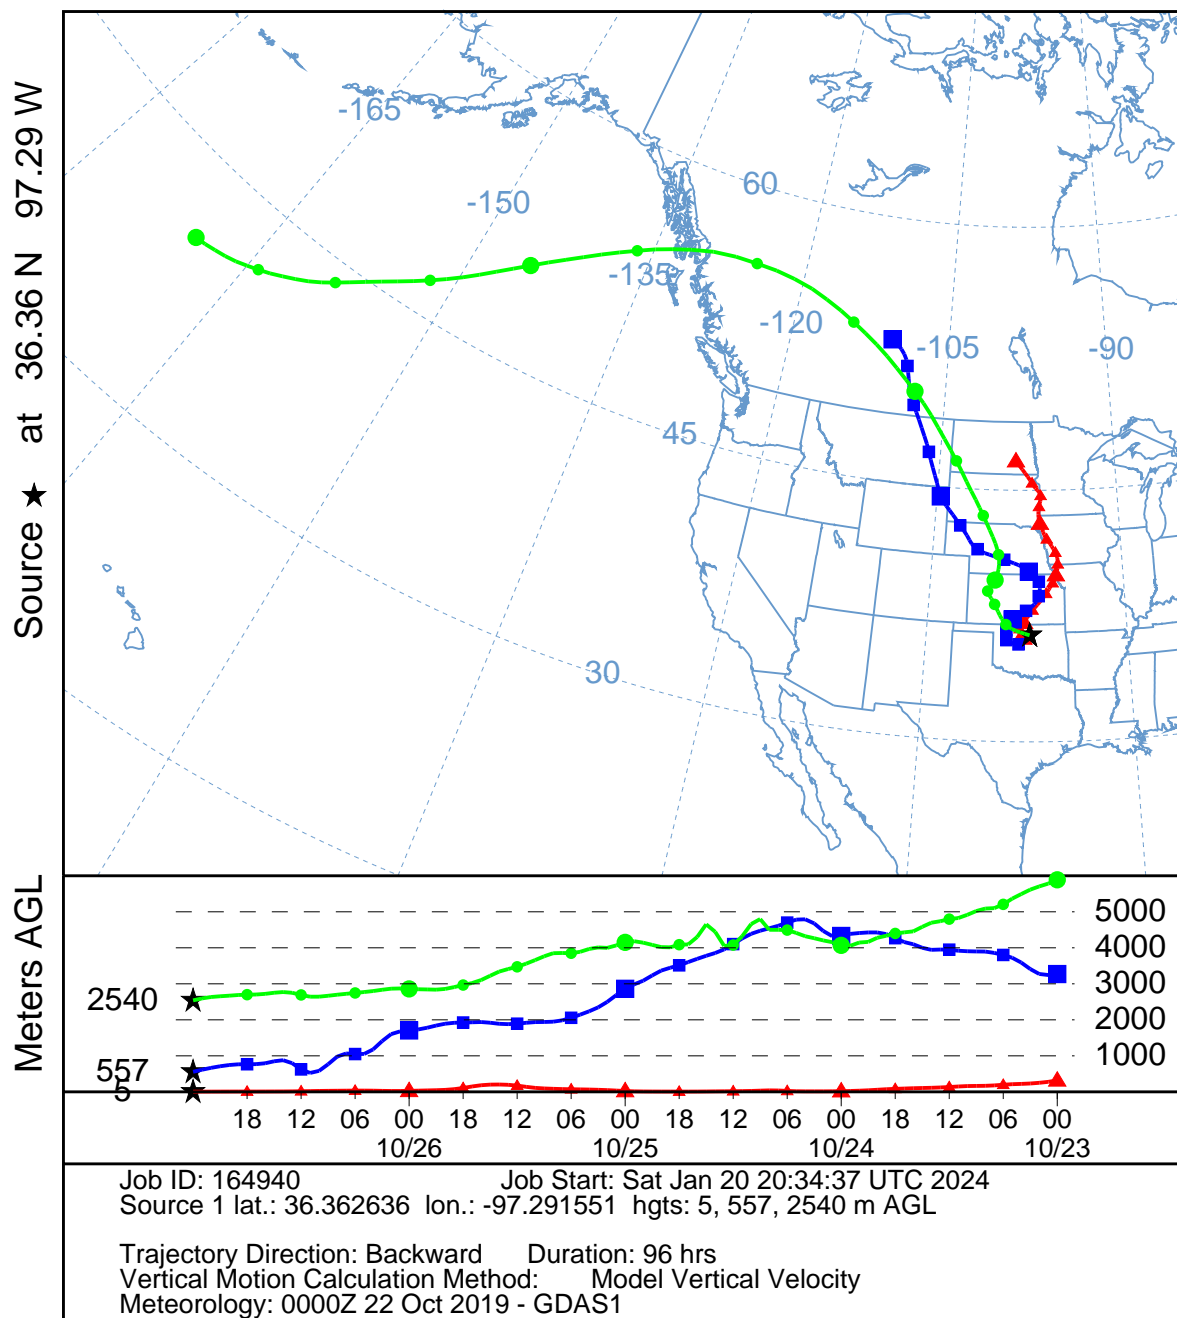 Source ★ at 36.36 N 97.29 W
-165
-150
60
-135
-120
-105
-90
45
30
Meters AGL
5000
4000
3000
2000
1000
2540
557
5
18 12 06 00 18 12 06 00 18 12 06 00 18 12 06 00
10/26 10/25 10/24 10/23
Job ID: 164940 Job Start: Sat Jan 20 20:34:37 UTC 2024
Source 1 lat.: 36.362636 lon.: -97.291551 hgts: 5, 557, 2540 m AGL
Trajectory Direction: Backward Duration: 96 hrs
Vertical Motion Calculation Method: Model Vertical Velocity
Meteorology: 0000Z 22 Oct 2019 - GDAS1